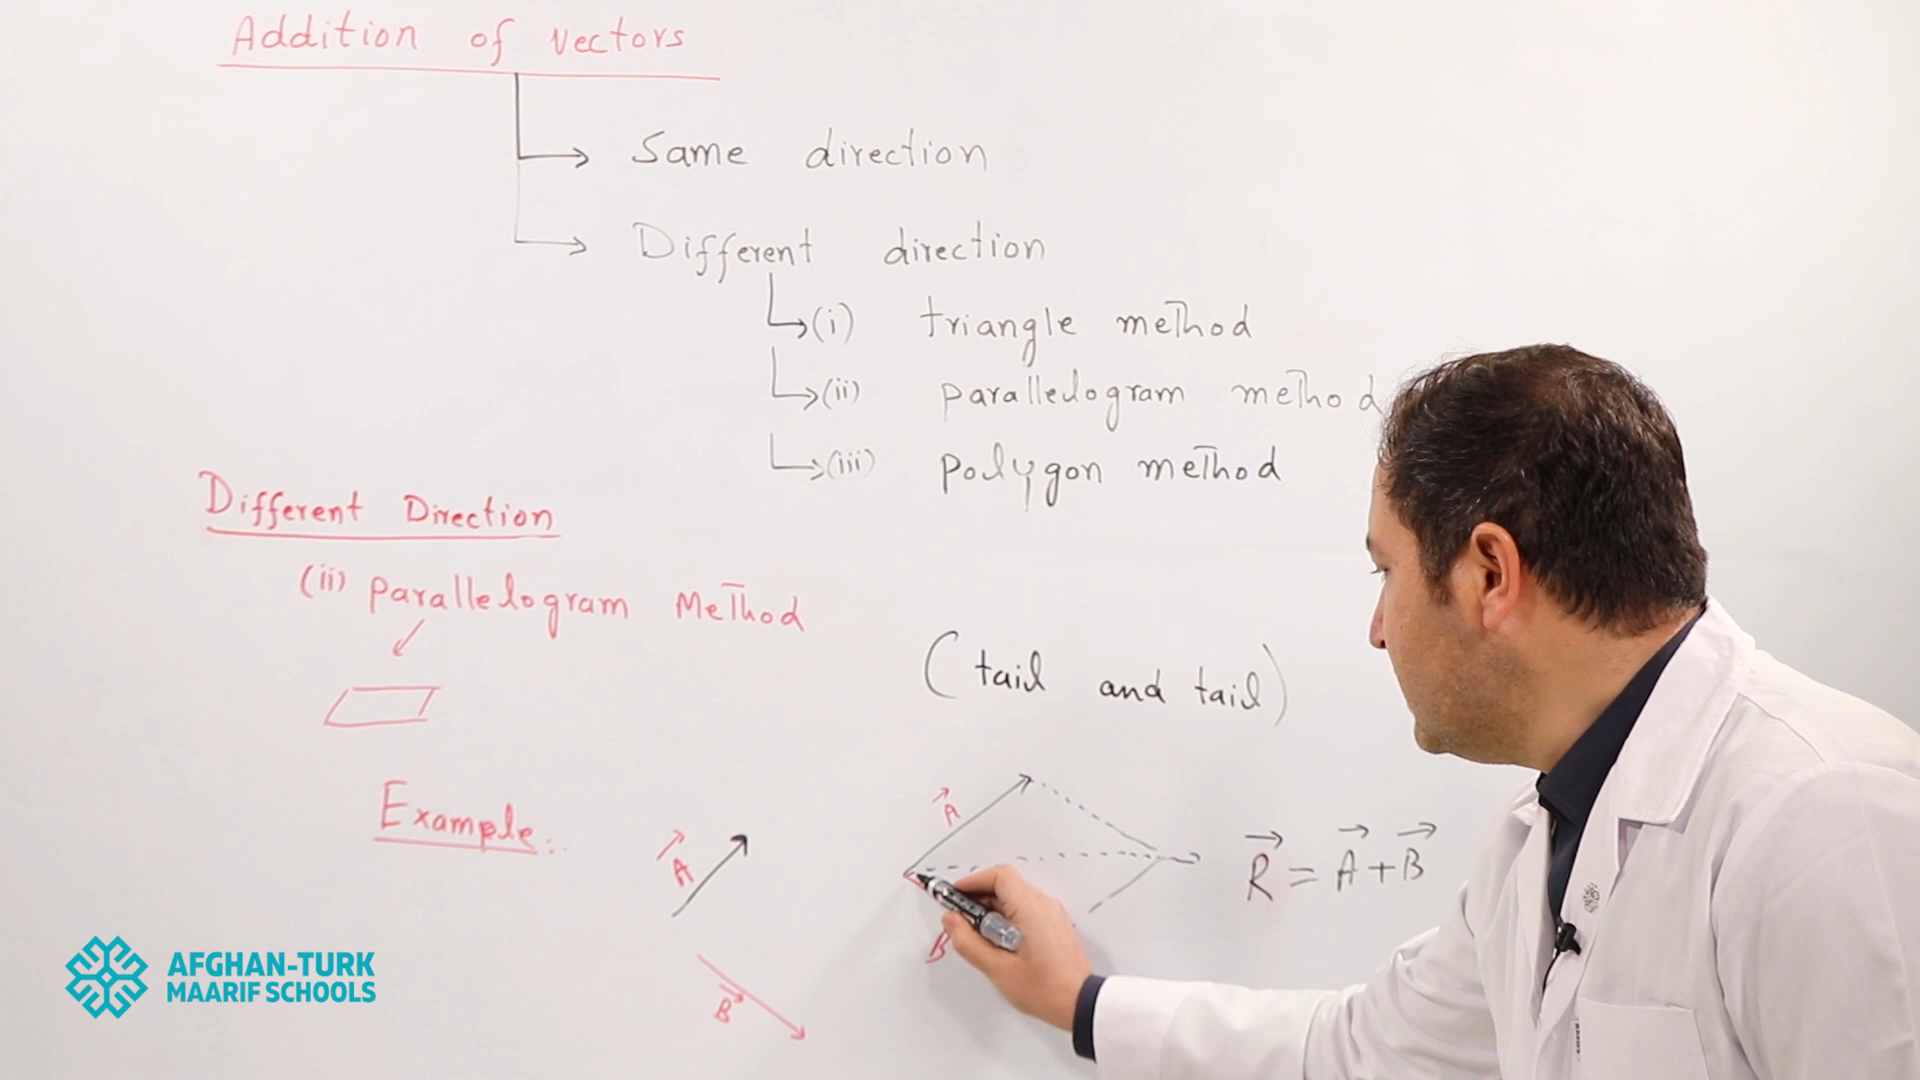 Addition of vectors
Same direction
Different direction
(i) triangle method
(ii) parallelogram method
(iii) polygon method
Different Direction
(ii) parallelogram Method
(tail and tail)
Example:
A
B
A
B
R = A + B
AFGHAN-TURK
MAARIF SCHOOLS